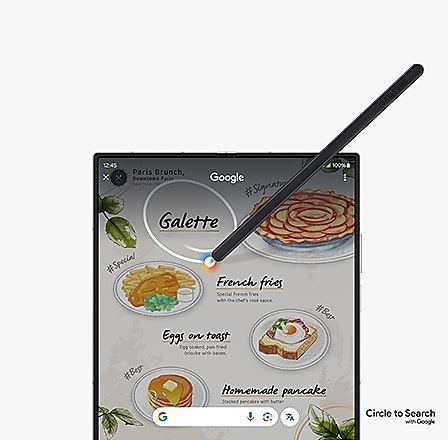 SAMSUNG
12:45
100%
Paris Brunch,
Downtown Paris
Google
#Signature
Galette
#Special
French fries
Special French fries
with the chef's rosé sauce.
#Best
Eggs on toast
Egg soaked, pan-fried
brioche with bacon.
#Best
Homemade pancake
Stacked pancakes with butter.
G
Circle to Search
with Google